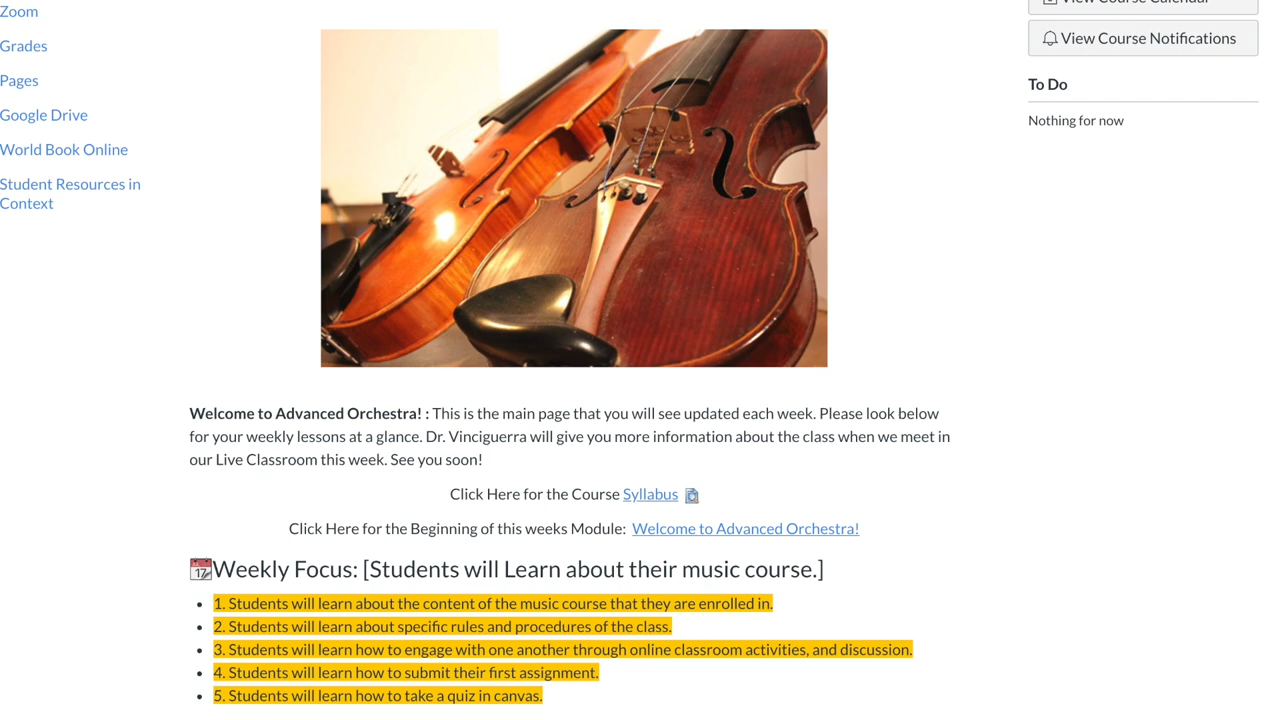 Zoom
Grades
Pages
Google Drive
World Book Online
Student Resources in
Context
View Course Calendar
View Course Notifications
To Do
Nothing for now
Welcome to Advanced Orchestra! : This is the main page that you will see updated each week. Please look below
for your weekly lessons at a glance. Dr. Vinciguerra will give you more information about the class when we meet in
our Live Classroom this week. See you soon!
Click Here for the Course Syllabus
Click Here for the Beginning of this weeks Module: Welcome to Advanced Orchestra!
17 Weekly Focus: [Students will Learn about their music course.]
1. Students will learn about the content of the music course that they are enrolled in.
2. Students will learn about specific rules and procedures of the class.
3. Students will learn how to engage with one another through online classroom activities, and discussion.
4. Students will learn how to submit their first assignment.
5. Students will learn how to take a quiz in canvas.